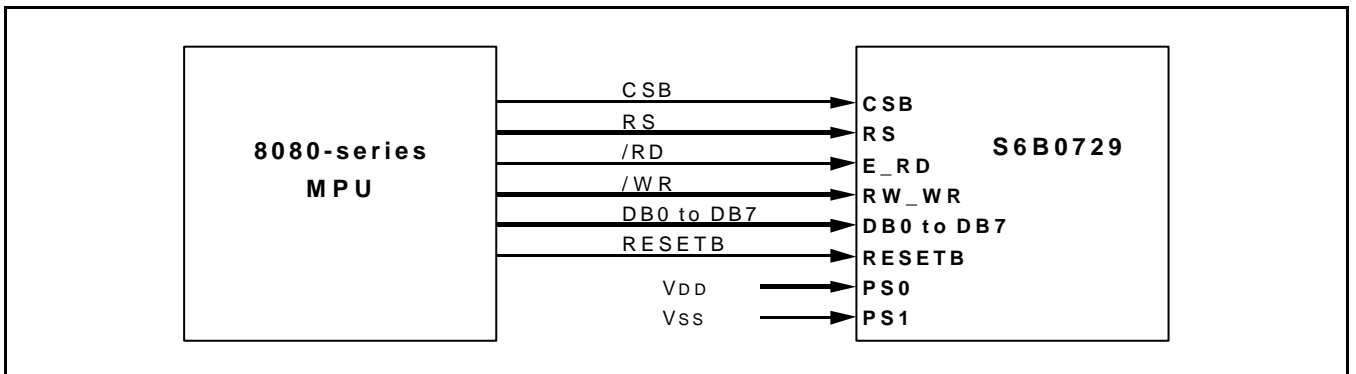 8080-series
MPU
CSB
RS
/RD
/WR
DB0 to DB7
RESETB
VDD
VSS
CSB
RS
E_RD
RW_WR
DB0 to DB7
RESETB
PS0
PS1
S6B0729